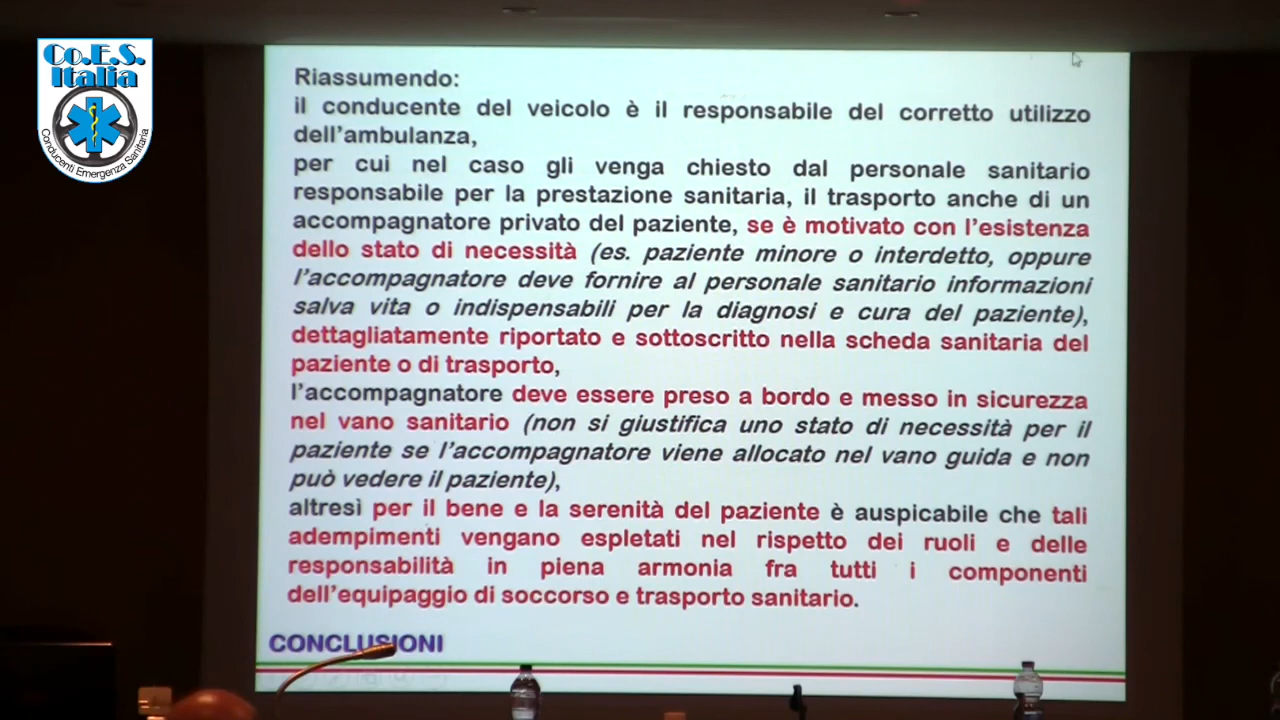 Co.E.S.
Italia
Conducenti Emergenza Sanitaria
Riassumendo:
il conducente del veicolo è il responsabile del corretto utilizzo
dell'ambulanza,
per cui nel caso gli venga chiesto dal personale sanitario
responsabile per la prestazione sanitaria, il trasporto anche di un
accompagnatore privato del paziente, se è motivato con l'esistenza
dello stato di necessità (es. paziente minore o interdetto, oppure
l'accompagnatore deve fornire al personale sanitario informazioni
salva vita o indispensabili per la diagnosi e cura del paziente),
dettagliatamente riportato e sottoscritto nella scheda sanitaria del
paziente o di trasporto,
l'accompagnatore deve essere preso a bordo e messo in sicurezza
nel vano sanitario (non si giustifica uno stato di necessità per il
paziente se l'accompagnatore viene allocato nel vano guida e non
può vedere il paziente),
altresì per il bene e la serenità del paziente è auspicabile che tali
adempimenti vengano espletati nel rispetto dei ruoli e delle
responsabilità in piena armonia fra tutti i componenti
dell'equipaggio di soccorso e trasporto sanitario.
CONCLUSIONI